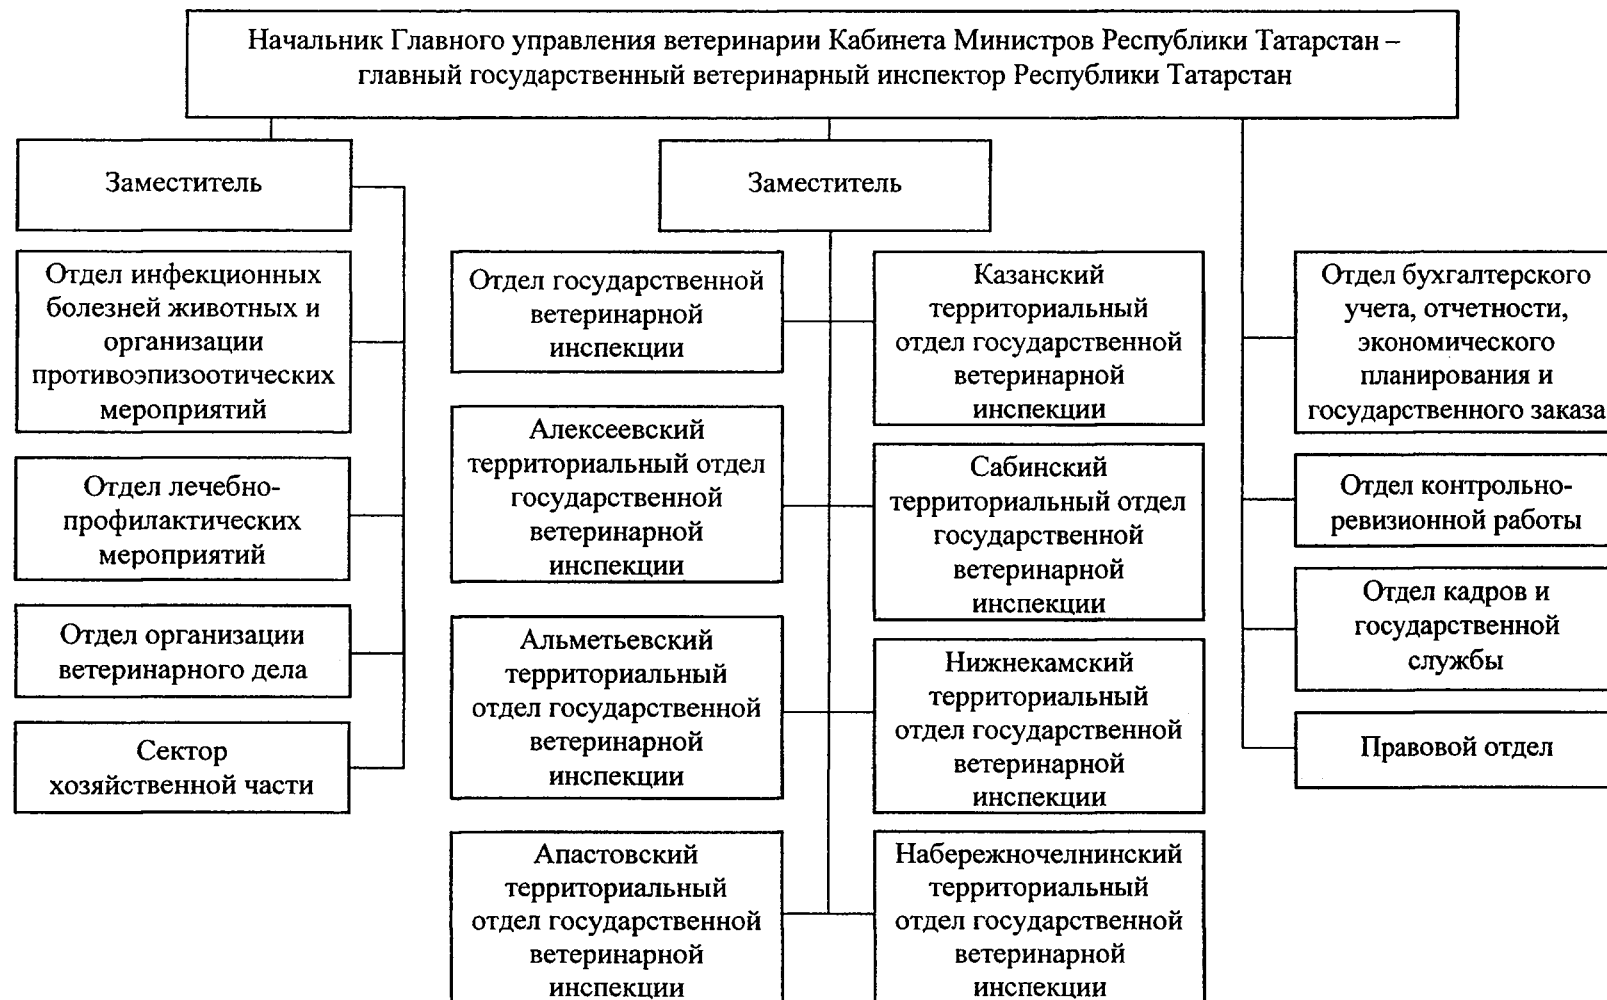 Начальник Главного управления ветеринарии Кабинета Министров Республики Татарстан –
главный государственный ветеринарный инспектор Республики Татарстан
Заместитель
Отдел инфекционных
болезней животных и
организации
противоэпизоотических
мероприятий
Отдел лечебно-
профилактических
мероприятий
Отдел организации
ветеринарного дела
Сектор
хозяйственной части
Заместитель
Отдел государственной
ветеринарной
инспекции
Алексеевский
территориальный отдел
государственной
ветеринарной
инспекции
Альметьевский
территориальный
отдел государственной
ветеринарной
инспекции
Апастовский
территориальный
отдел государственной
ветеринарной
инспекции
Казанский
территориальный
отдел государственной
ветеринарной
инспекции
Сабинский
территориальный отдел
государственной
ветеринарной
инспекции
Нижнекамский
территориальный
отдел государственной
ветеринарной
инспекции
Набережночелнинский
территориальный
отдел государственной
ветеринарной
инспекции
Отдел бухгалтерского
учета, отчетности,
экономического
планирования и
государственного заказа
Отдел контрольно-
ревизионной работы
Отдел кадров и
государственной
службы
Правовой отдел